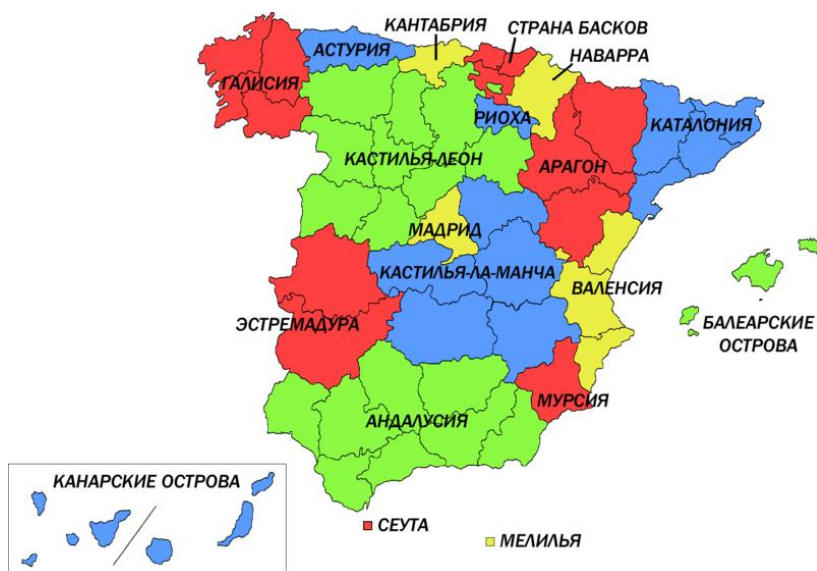 КАНТАБРИЯ
СТРАНА БАСКОВ
АСТУРИЯ
НАВАРРА
ГАЛИСИЯ
РИОХА
КАТАЛОНИЯ
КАСТИЛЬЯ-ЛЕОН
АРАГОН
МАДРИД
КАСТИЛЬЯ-ЛА-МАНЧА
ВАЛЕНСИЯ
ЭСТРЕМАДУРА
БАЛЕАРСКИЕ
ОСТРОВА
МУРСИЯ
АНДАЛУСИЯ
КАНАРСКИЕ ОСТРОВА
СЕУТА
МЕЛИЛЬЯ